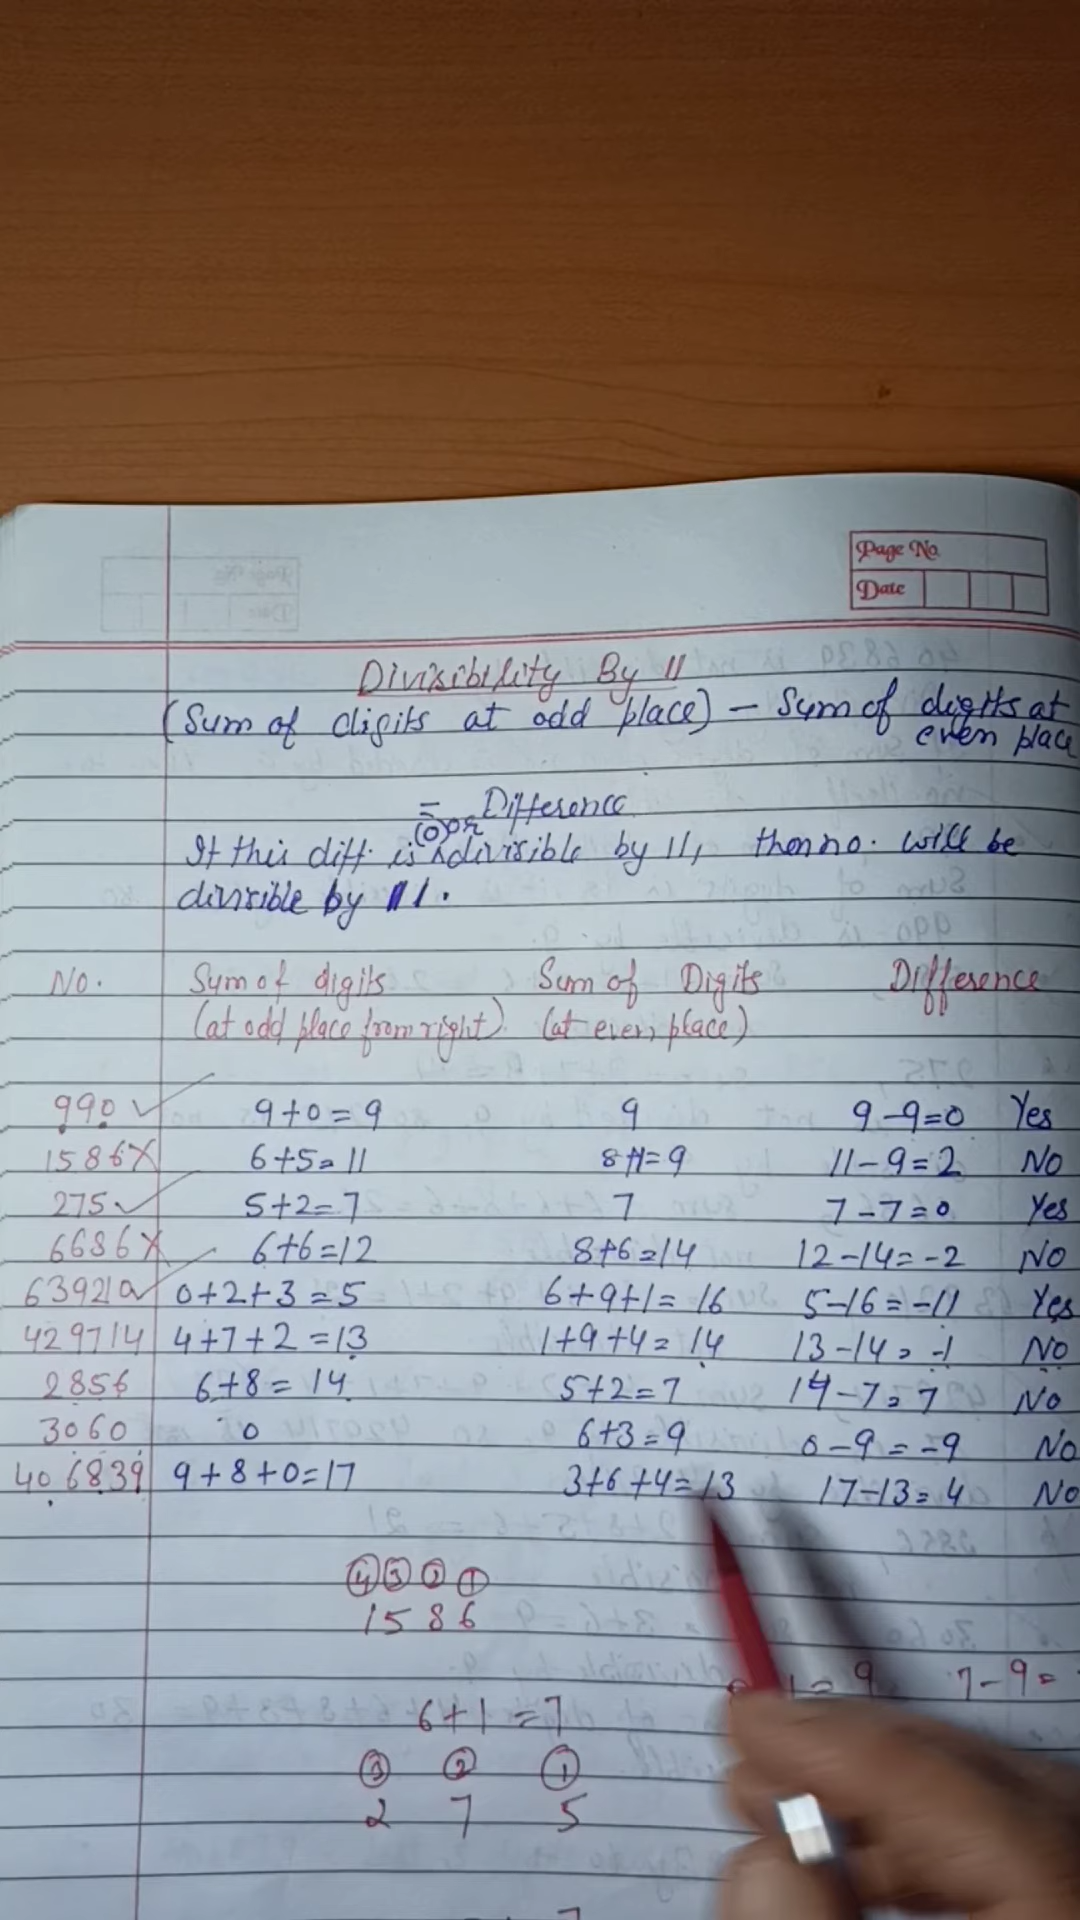 Page No.
Date
Divisibility By 11
(Sum of digits at odd place) - Sum of digits at
even place
= Difference
(0) or
If this diff. is ^ divisible by 11, then no. will be
divisible by 11.
No. Sum of digits Sum of Digits Difference
(at odd place from right) (at even place)
990 ✓ 9+0=9 9 9-9=0 Yes
1586 X 6+5=11 8+1=9 11-9=2 NO
275 ✓ 5+2=7 7 7-7=0 Yes
6686 X 6+6=12 8+6=14 12-14=-2 NO
639210 ✓ 0+2+3=5 6+9+1=16 5-16=-11 Yes
429714 4+7+2=13 1+9+4=14 13-14=-1 NO
2856 6+8=14 5+2=7 14-7=7 NO
3060 0 6+3=9 0-9=-9 No
406839 9+8+0=17 3+6+4=13 17-13=4 No
④ ③ ② ①
1586
= 9 7-9=
6+1=7
③ ② ①
2 7 5